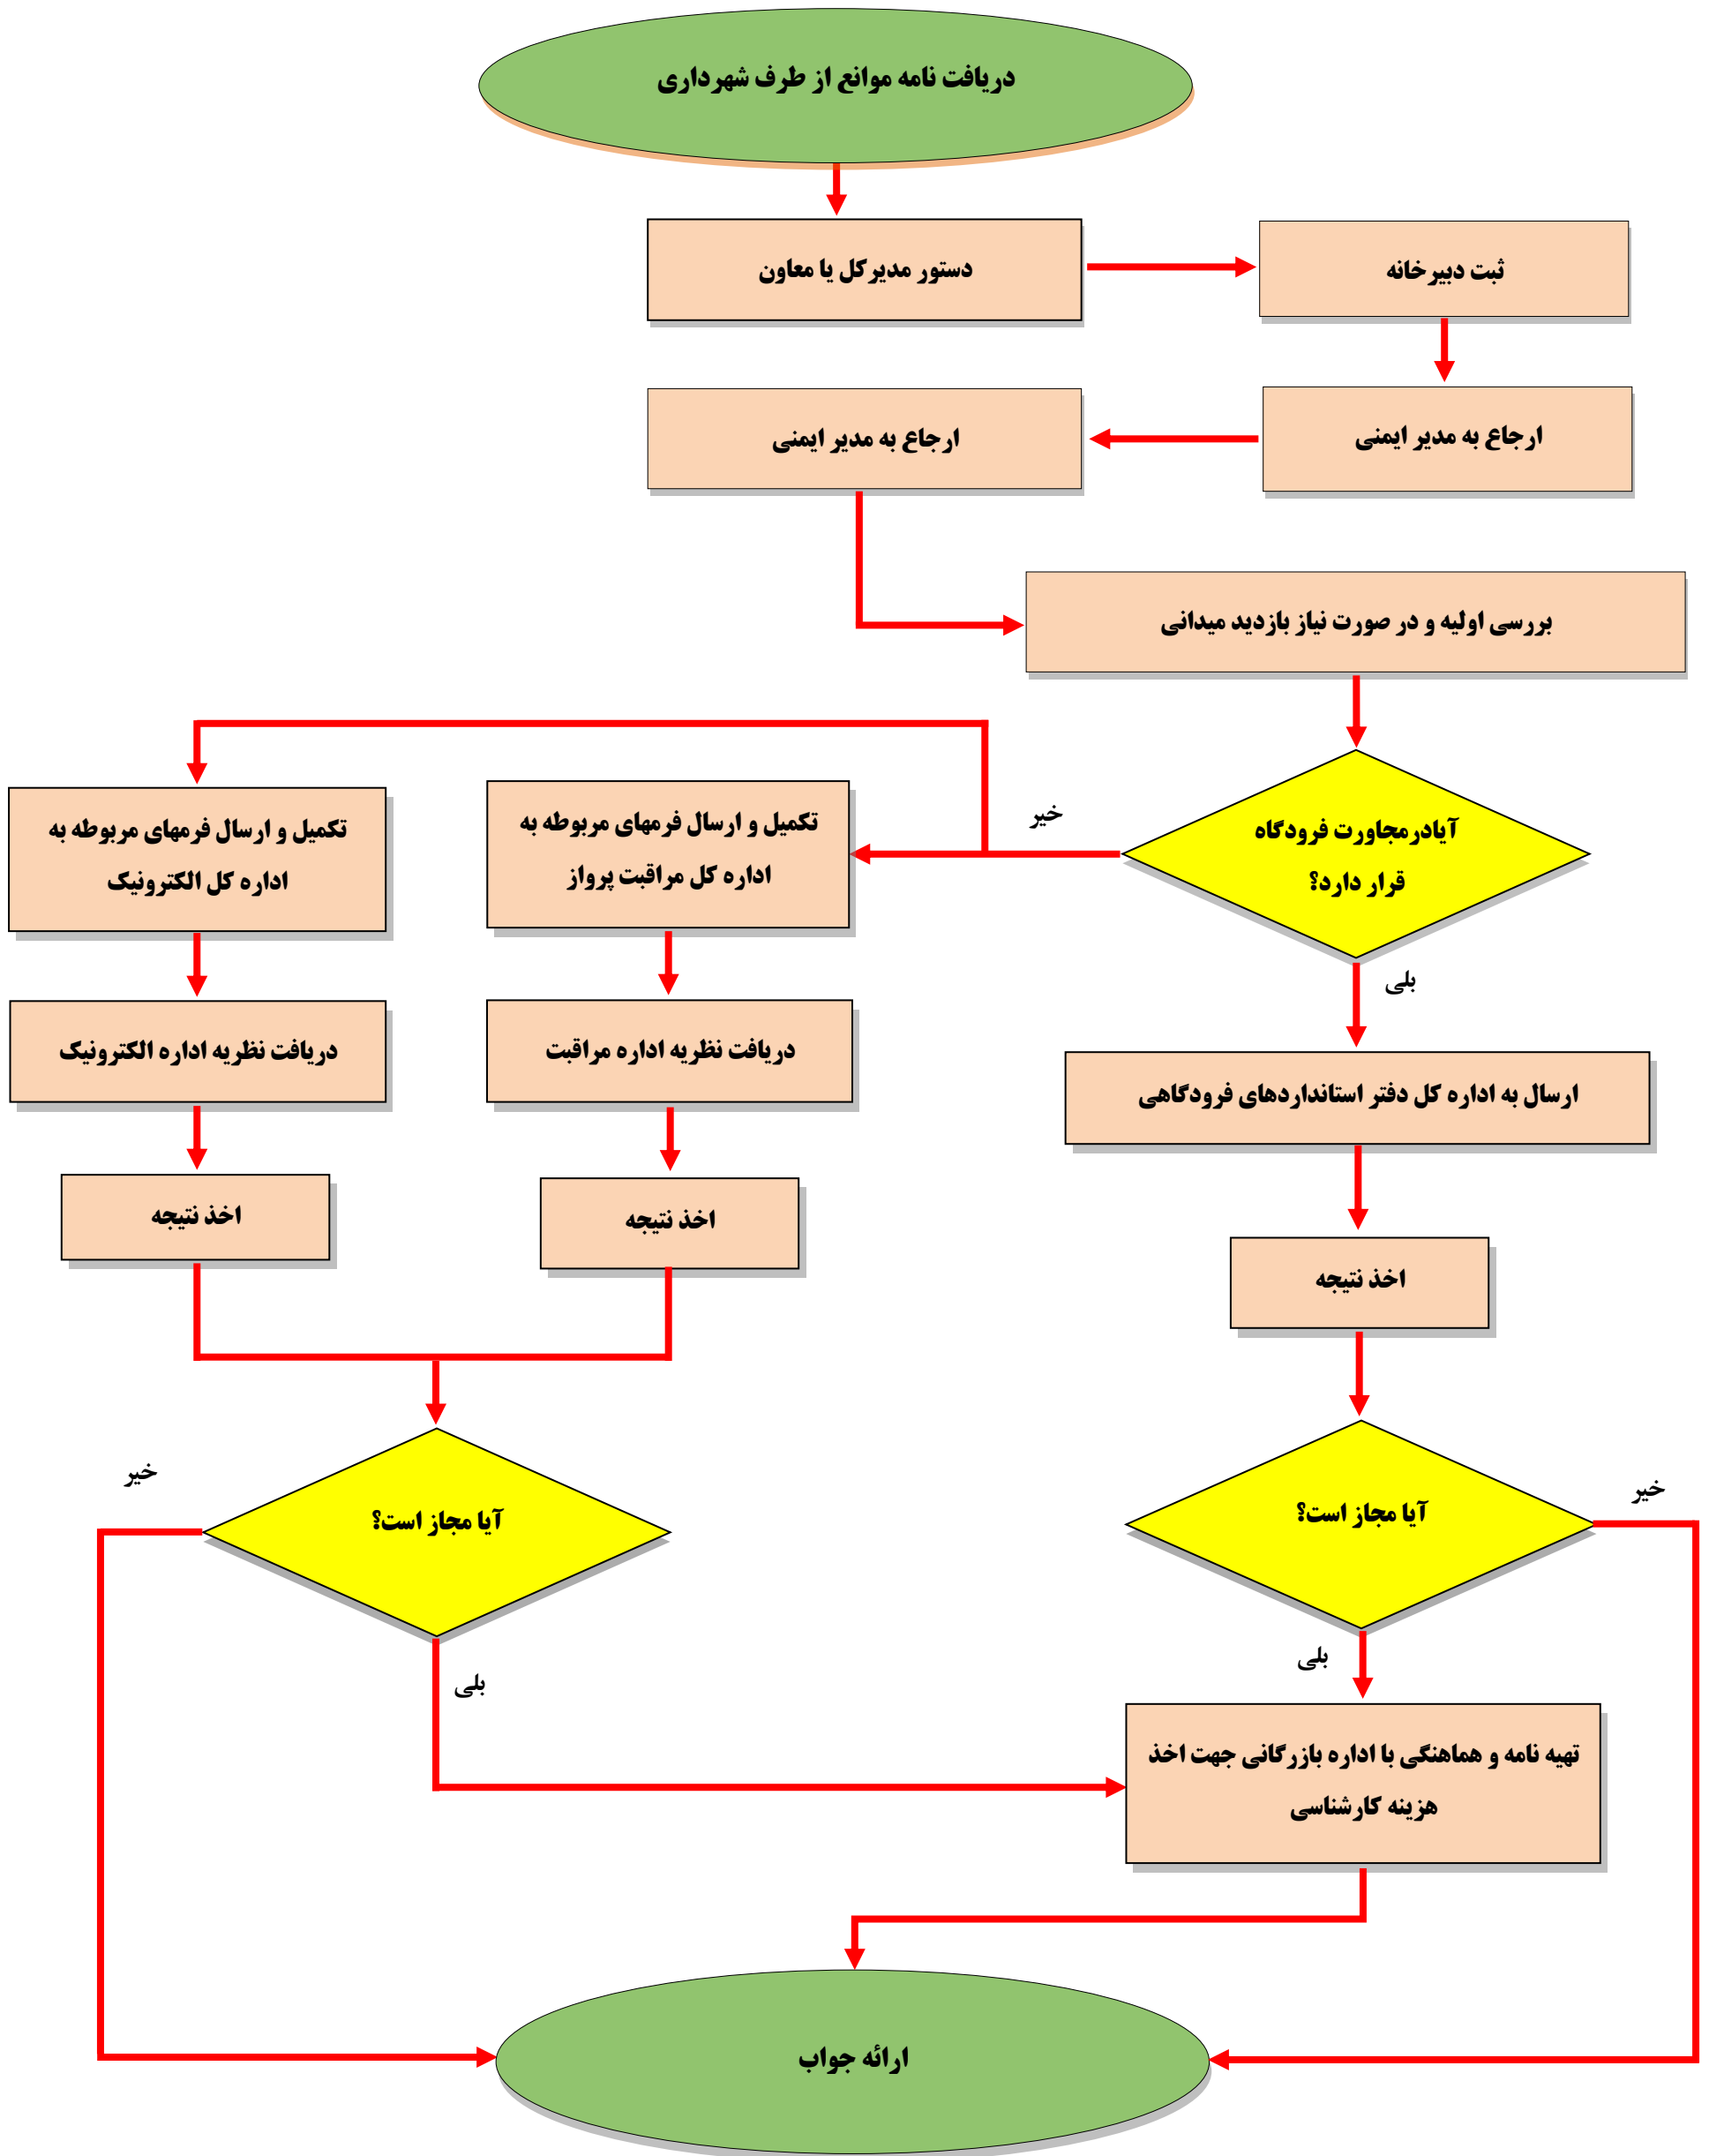 دریافت نامه موانع از طرف شهرداری
دستور مدیرکل یا معاون
ثبت دبیرخانه
ارجاع به مدیر ایمنی
ارجاع به مدیر ایمنی
بررسی اولیه و در صورت نیاز بازدید میدانی
آیادرمجاورت فرودگاه
قرار دارد؟
خیر
تکمیل و ارسال فرمهای مربوطه به
اداره کل مراقبت پرواز
تکمیل و ارسال فرمهای مربوطه به
اداره کل الکترونیک
بلی
دریافت نظریه اداره مراقبت
دریافت نظریه اداره الکترونیک
ارسال به اداره کل دفتر استانداردهای فرودگاهی
اخذ نتیجه
اخذ نتیجه
اخذ نتیجه
خیر
آیا مجاز است؟
آیا مجاز است؟
خیر
بلی
بلی
تهیه نامه و هماهنگی با اداره بازرگانی جهت اخذ
هزینه کارشناسی
ارائه جواب